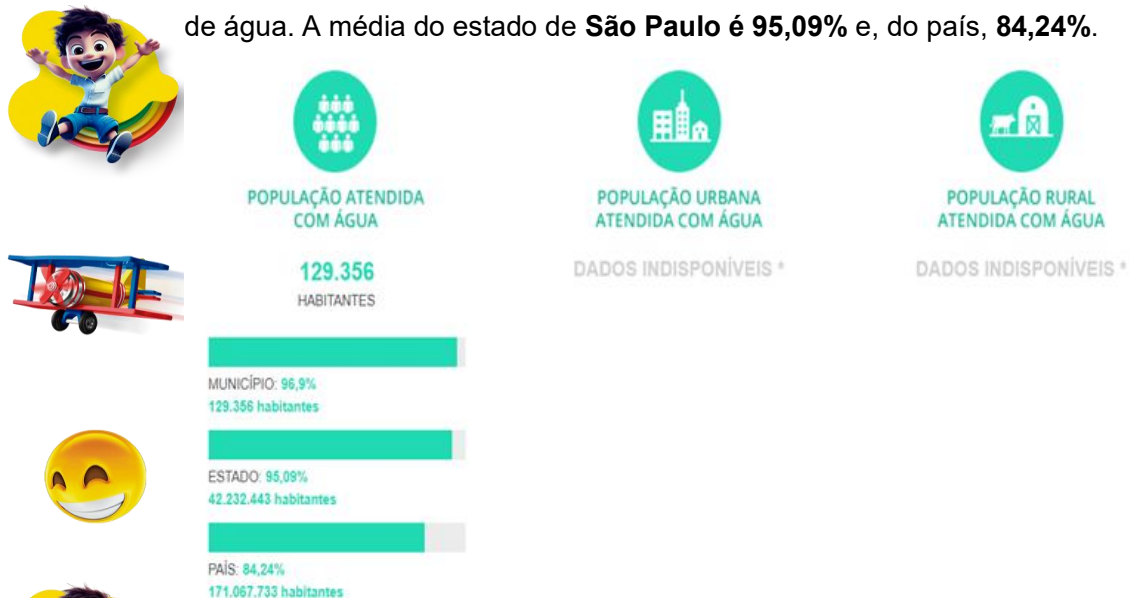 de água. A média do estado de São Paulo é 95,09% e, do país, 84,24%.
POPULAÇÃO ATENDIDA
COM ÁGUA
129.356
HABITANTES
POPULAÇÃO URBANA
ATENDIDA COM ÁGUA
DADOS INDISPONÍVEIS *
POPULAÇÃO RURAL
ATENDIDA COM ÁGUA
DADOS INDISPONÍVEIS *
MUNICÍPIO: 96,9%
129.356 habitantes
ESTADO: 95,09%
42.232.443 habitantes
PAÍS: 84,24%
171.067.733 habitantes